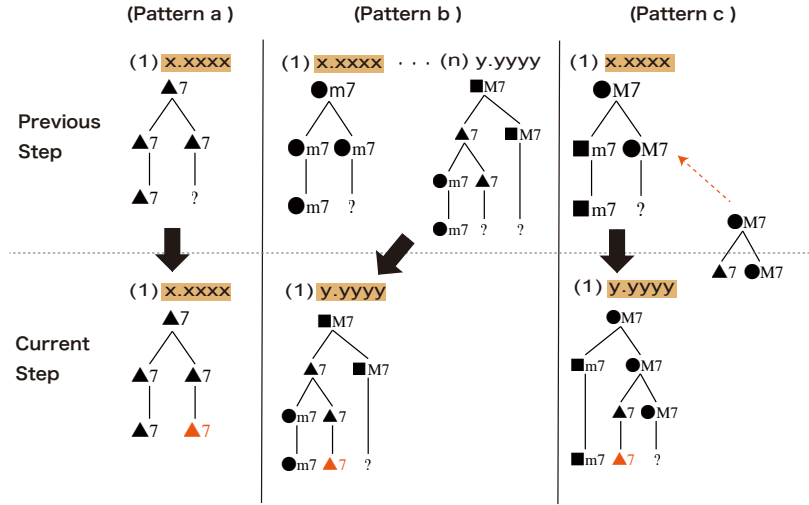 (Pattern a ) (Pattern b ) (Pattern c )
(1) x.xxxx (1) x.xxxx · · · (n) y.yyyy (1) x.xxxx
▲7 ●m7 ■M7 ●M7
Previous Step
▲7 ▲7 ●m7 ●m7 ▲7 ■M7 ■m7 ●M7
●m7 ▲7
▲7 ? ●m7 ? ■m7 ?
●m7 ? ?
●M7
▲7 ●M7
(1) x.xxxx (1) y.yyyy (1) y.yyyy
▲7 ■M7 ●M7
Current Step
▲7 ▲7 ▲7 ■M7 ■m7 ●M7
●m7 ▲7 ▲7 ●M7
▲7 ▲7
●m7 ▲7 ? ■m7 ▲7 ?